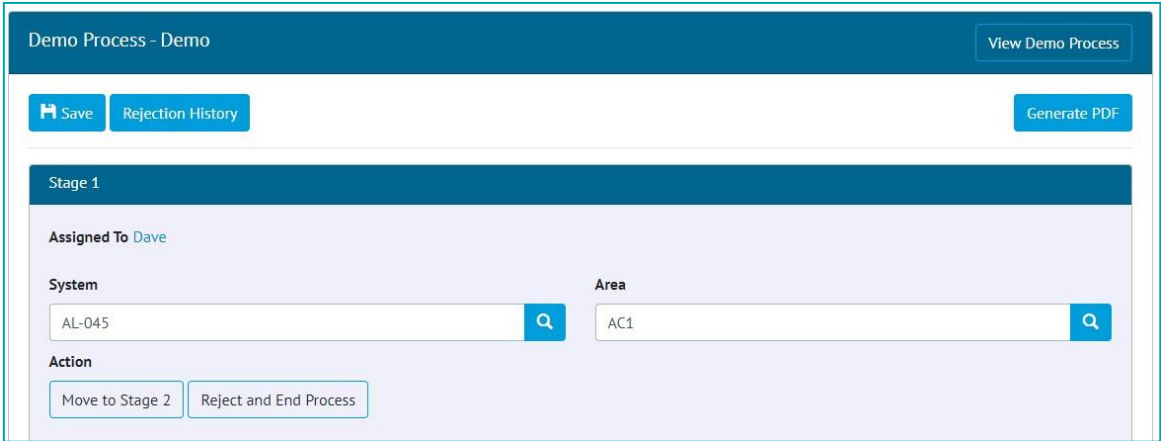 Demo Process - Demo
View Demo Process
Save
Rejection History
Generate PDF
Stage 1
Assigned To Dave
System
Area
AL-045
AC1
Action
Move to Stage 2
Reject and End Process